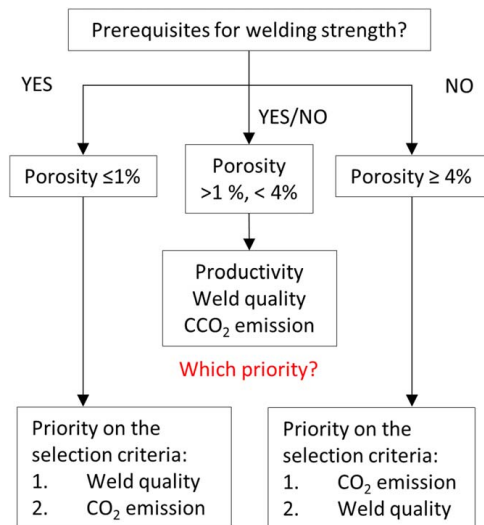 Prerequisites for welding strength?
YES
NO
YES/NO
Porosity ≤1%
Porosity
>1 %, < 4%
Porosity ≥ 4%
Productivity
Weld quality
CCO₂ emission
Which priority?
Priority on the
selection criteria:
1. Weld quality
2. CO₂ emission
Priority on the
selection criteria:
1. CO₂ emission
2. Weld quality